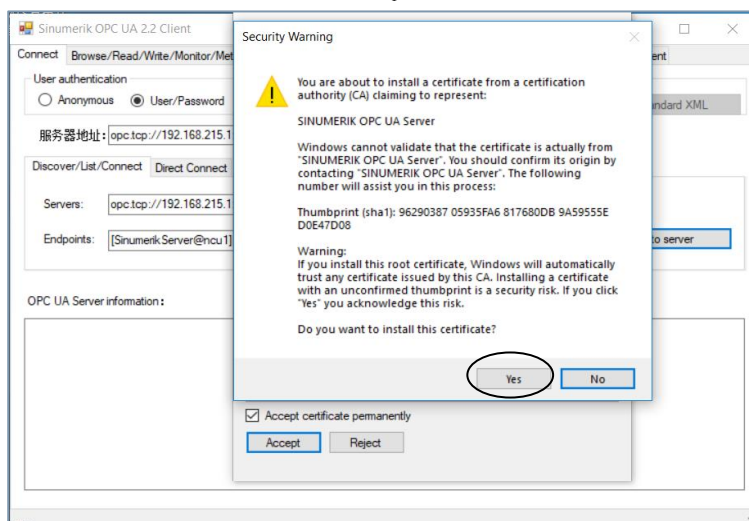 Sinumerik OPC UA 2.2 Client
Connect Browse/Read/Write/Monitor/Met
ent
User authentication
Anonymous User/Password
ndard XML
服务器地址: opc.tcp://192.168.215.1
Discover/List/Connect Direct Connect
Servers: opc.tcp://192.168.215.1
Endpoints: [SinumerikServer@ncu1]
to server
OPC UA Server information:
Security Warning
You are about to install a certificate from a certification
authority (CA) claiming to represent:
SINUMERIK OPC UA Server
Windows cannot validate that the certificate is actually from
"SINUMERIK OPC UA Server". You should confirm its origin by
contacting "SINUMERIK OPC UA Server". The following
number will assist you in this process:
Thumbprint (sha1): 96290387 05935FA6 817680DB 9A59555E
D0E47D08
Warning:
If you install this root certificate, Windows will automatically
trust any certificate issued by this CA. Installing a certificate
with an unconfirmed thumbprint is a security risk. If you click
"Yes" you acknowledge this risk.
Do you want to install this certificate?
Yes No
Accept certificate permanently
Accept Reject